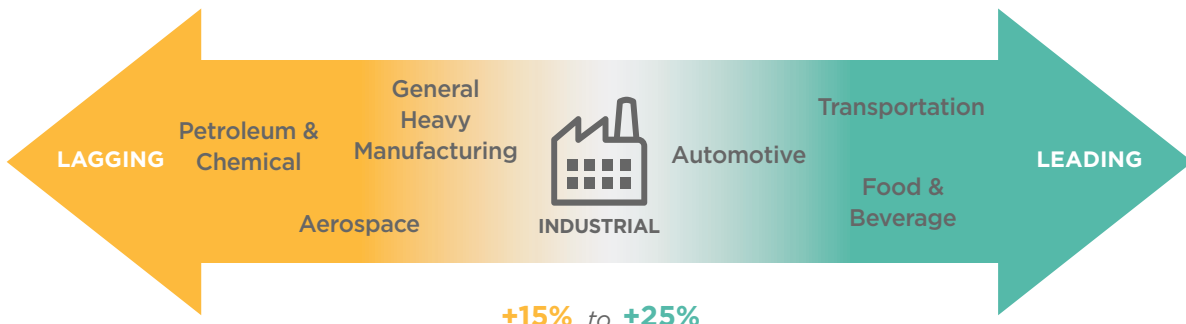 LAGGING
Petroleum &
Chemical
General
Heavy
Manufacturing
Aerospace
INDUSTRIAL
Automotive
Transportation
Food &
Beverage
LEADING
+15% to +25%